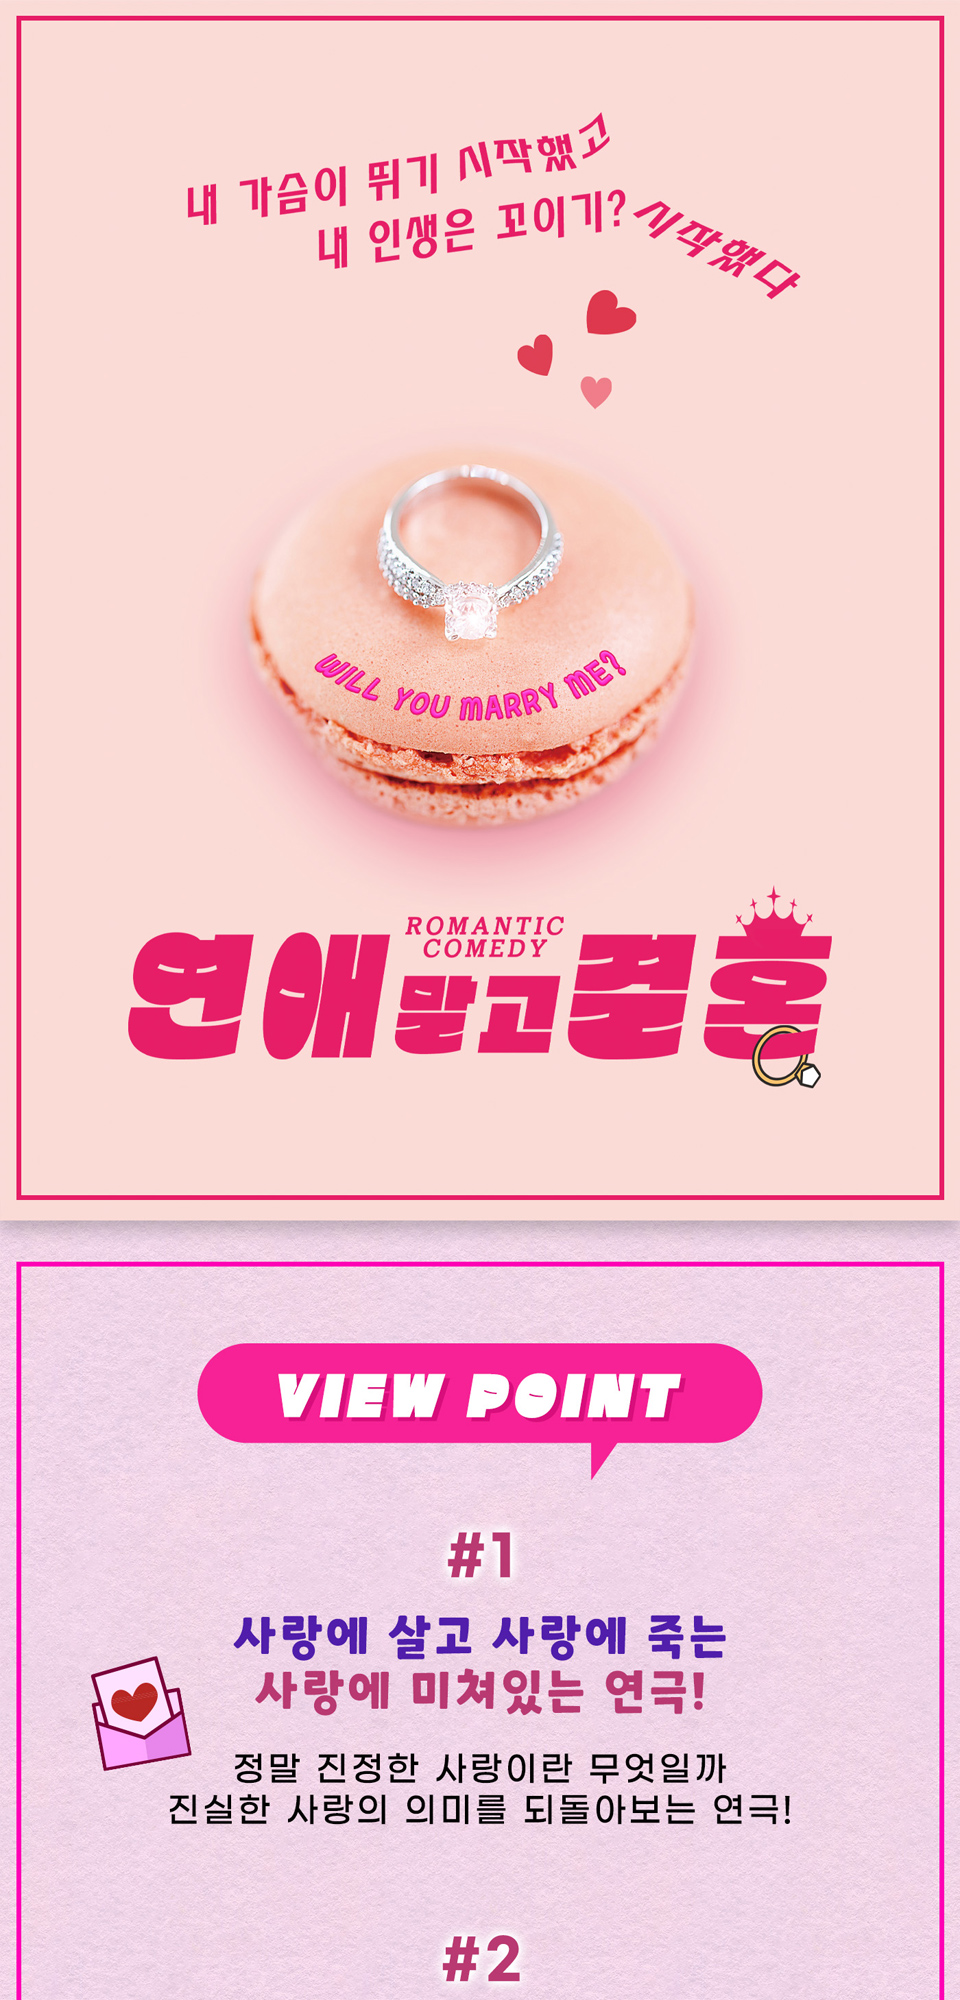 내 가슴이 뛰기 시작했고
내 인생은 꼬이기? 시작했다
WILL YOU MARRY ME?
ROMANTIC
COMEDY
연애 말고 결혼
VIEW POINT
#1
사랑에 살고 사랑에 죽는
사랑에 미쳐있는 연극!
정말 진정한 사랑이란 무엇일까
진실한 사랑의 의미를 되돌아보는 연극!
#2